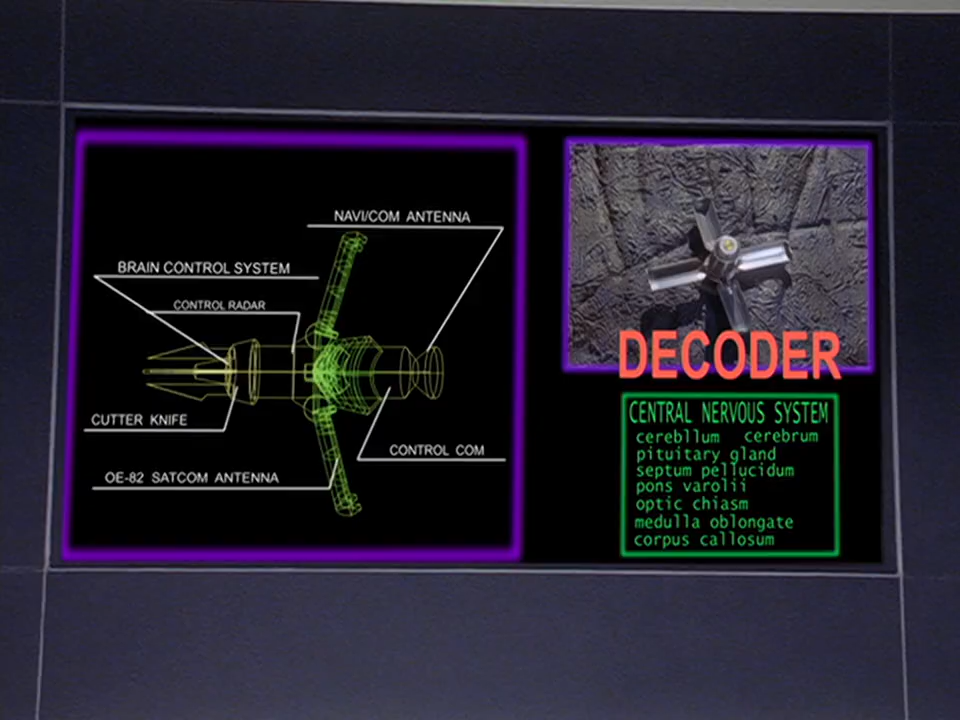 NAVI/COM ANTENNA
BRAIN CONTROL SYSTEM
CONTROL RADAR
CUTTER KNIFE
CONTROL COM
OE-82 SATCOM ANTENNA
DECODER
CENTRAL NERVOUS SYSTEM
cerebllum cerebrum
pituitary gland
septum pellucidum
pons varolii
optic chiasm
medulla oblongate
corpus callosum